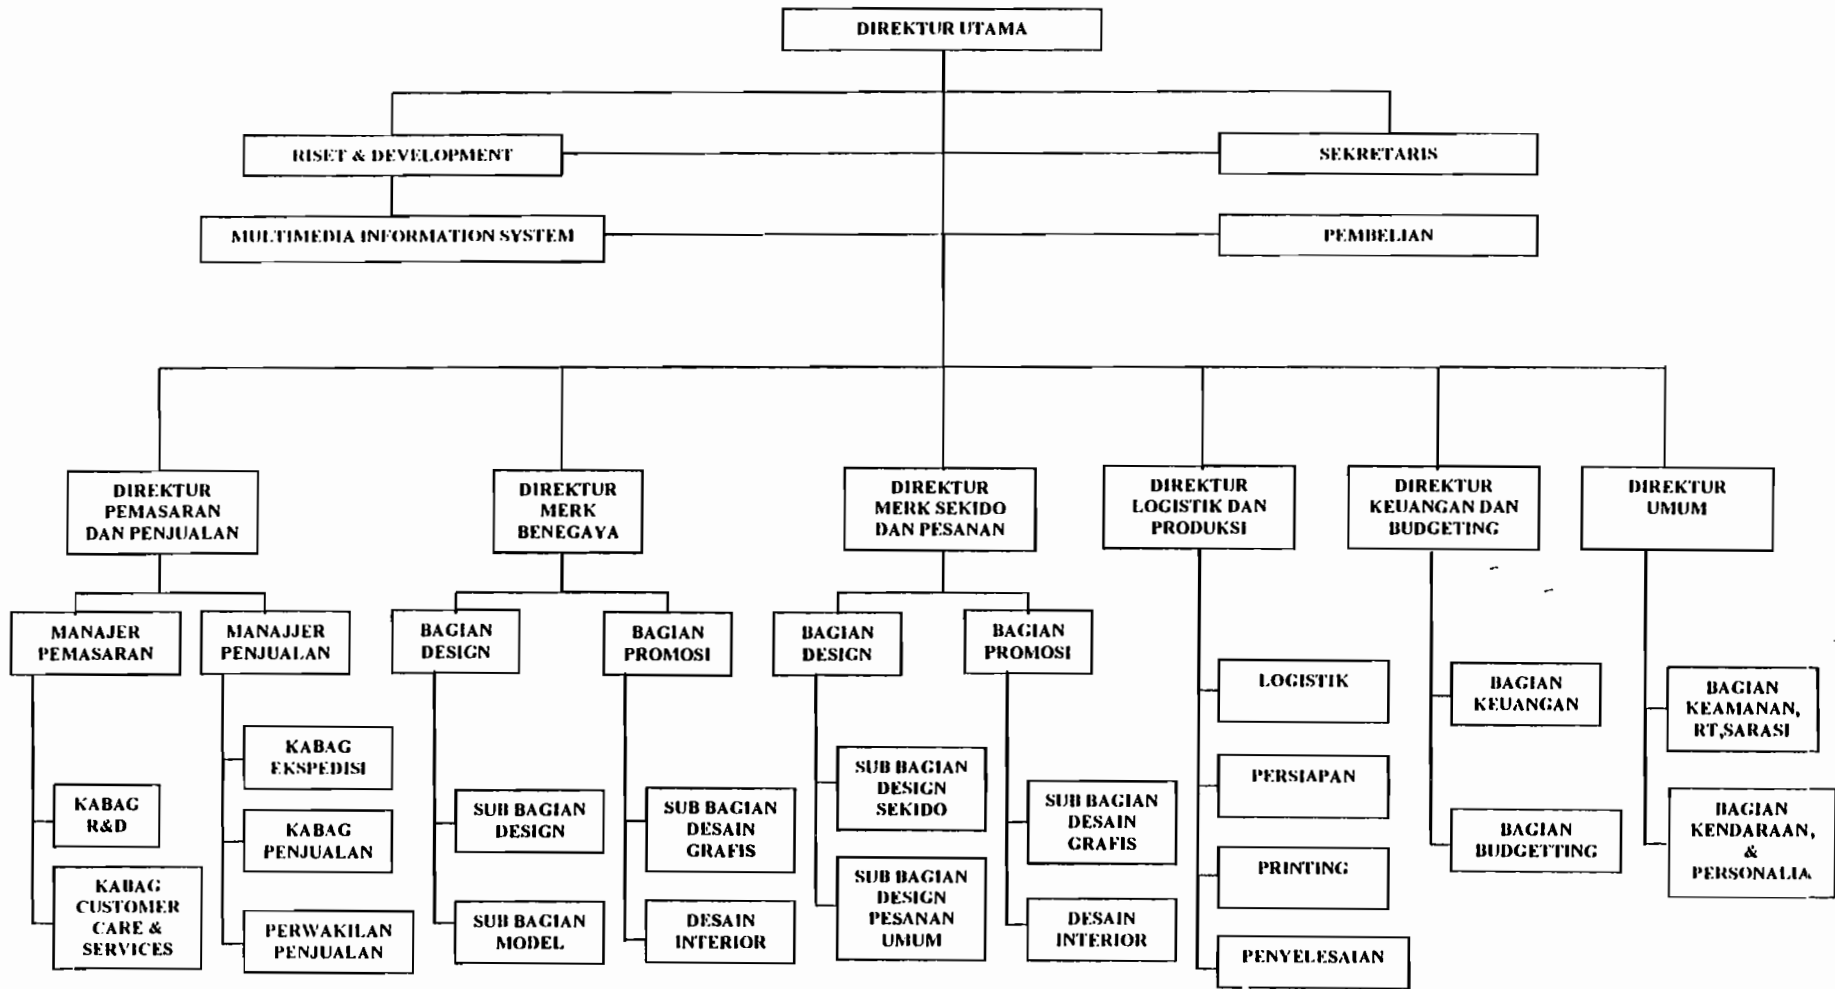 DIREKTUR UTAMA
RISET & DEVELOPMENT
SEKRETARIS
MULTIMEDIA INFORMATION SYSTEM
PEMBELIAN
DIREKTUR
PEMASARAN
DAN PENJUALAN
DIREKTUR
MERK
BENEGAYA
DIREKTUR
MERK SEKIDO
DAN PESANAN
DIREKTUR
LOGISTIK DAN
PRODUKSI
DIREKTUR
KEUANGAN DAN
BUDGETING
DIREKTUR
UMUM
MANAJER
PEMASARAN
MANAJJER
PENJUALAN
BAGIAN
DESIGN
BAGIAN
PROMOSI
BAGIAN
DESIGN
BAGIAN
PROMOSI
KABAG
R&D
KABAG
CUSTOMER
CARE &
SERVICES
KABAG
EKSPEDISI
KABAG
PENJUALAN
PERWAKILAN
PENJUALAN
SUB BAGIAN
DESIGN
SUB BAGIAN
MODEL
SUB BAGIAN
DESAIN
GRAFIS
DESAIN
INTERIOR
SUB BAGIAN
DESIGN
SEKIDO
SUB BAGIAN
DESIGN
PESANAN
UMUM
SUB BAGIAN
DESAIN
GRAFIS
DESAIN
INTERIOR
LOGISTIK
PERSIAPAN
PRINTING
PENYELESAIAN
BAGIAN
KEUANGAN
BAGIAN
BUDGETTING
BAGIAN
KEAMANAN,
RT,SARASI
BAGIAN
KENDARAAN,
&
PERSONALIA